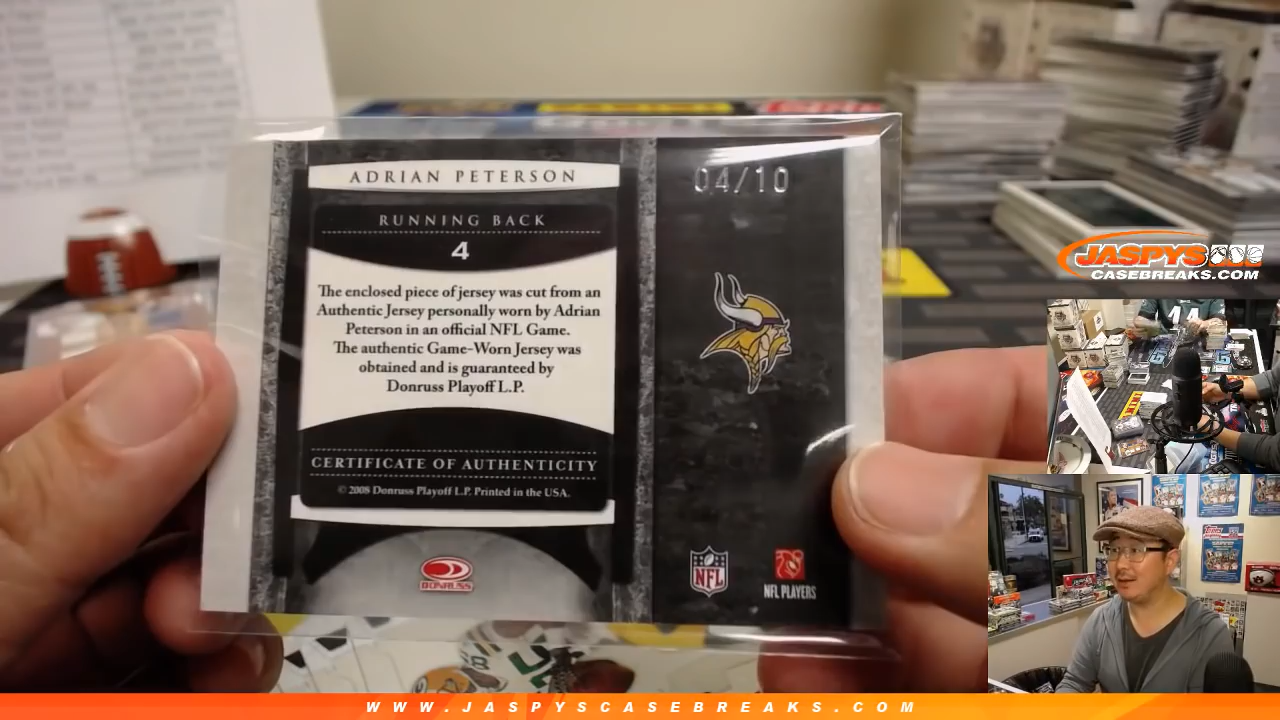 ADRIAN PETERSON
RUNNING BACK
4
The enclosed piece of jersey was cut from an
Authentic Jersey personally worn by Adrian
Peterson in an official NFL Game.
The authentic Game-Worn Jersey was
obtained and is guaranteed by
Donruss Playoff L.P.
CERTIFICATE OF AUTHENTICITY
© 2008 Donruss Playoff L.P. Printed in the USA.
DONRUSS
04/10
NFL
NFL PLAYERS
JASPYS
CASEBREAKS.COM
44
WWW.JASPYSCASEBREAKS.COM